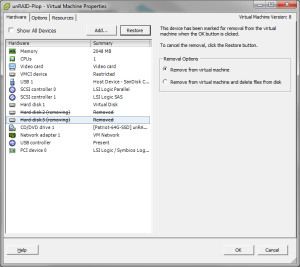 unRAID-Plop - Virtual Machine Properties
Hardware Options Resources
Virtual Machine Version: 8
Show All Devices Add... Restore
Hardware Summary
Memory 2048 MB
CPUs 1
Video card Video card
VMCI device Restricted
USB 1 Host Device - SanDisk C...
SCSI controller 0 LSI Logic Parallel
SCSI controller 1 LSI Logic SAS
Hard disk 1 Virtual Disk
Hard disk 2 (removing) Removed
Hard disk 3 (removing) Removed
CD/DVD drive 1 [Patriot-64G-SSD] unRA...
Network adapter 1 VM Network
USB controller Present
PCI device 0 LSI Logic / Symbios Log...
This device has been marked for removal from the virtual
machine when the OK button is clicked.
To cancel the removal, click the Restore button.
Removal Options
Remove from virtual machine
Remove from virtual machine and delete files from disk
Help OK Cancel